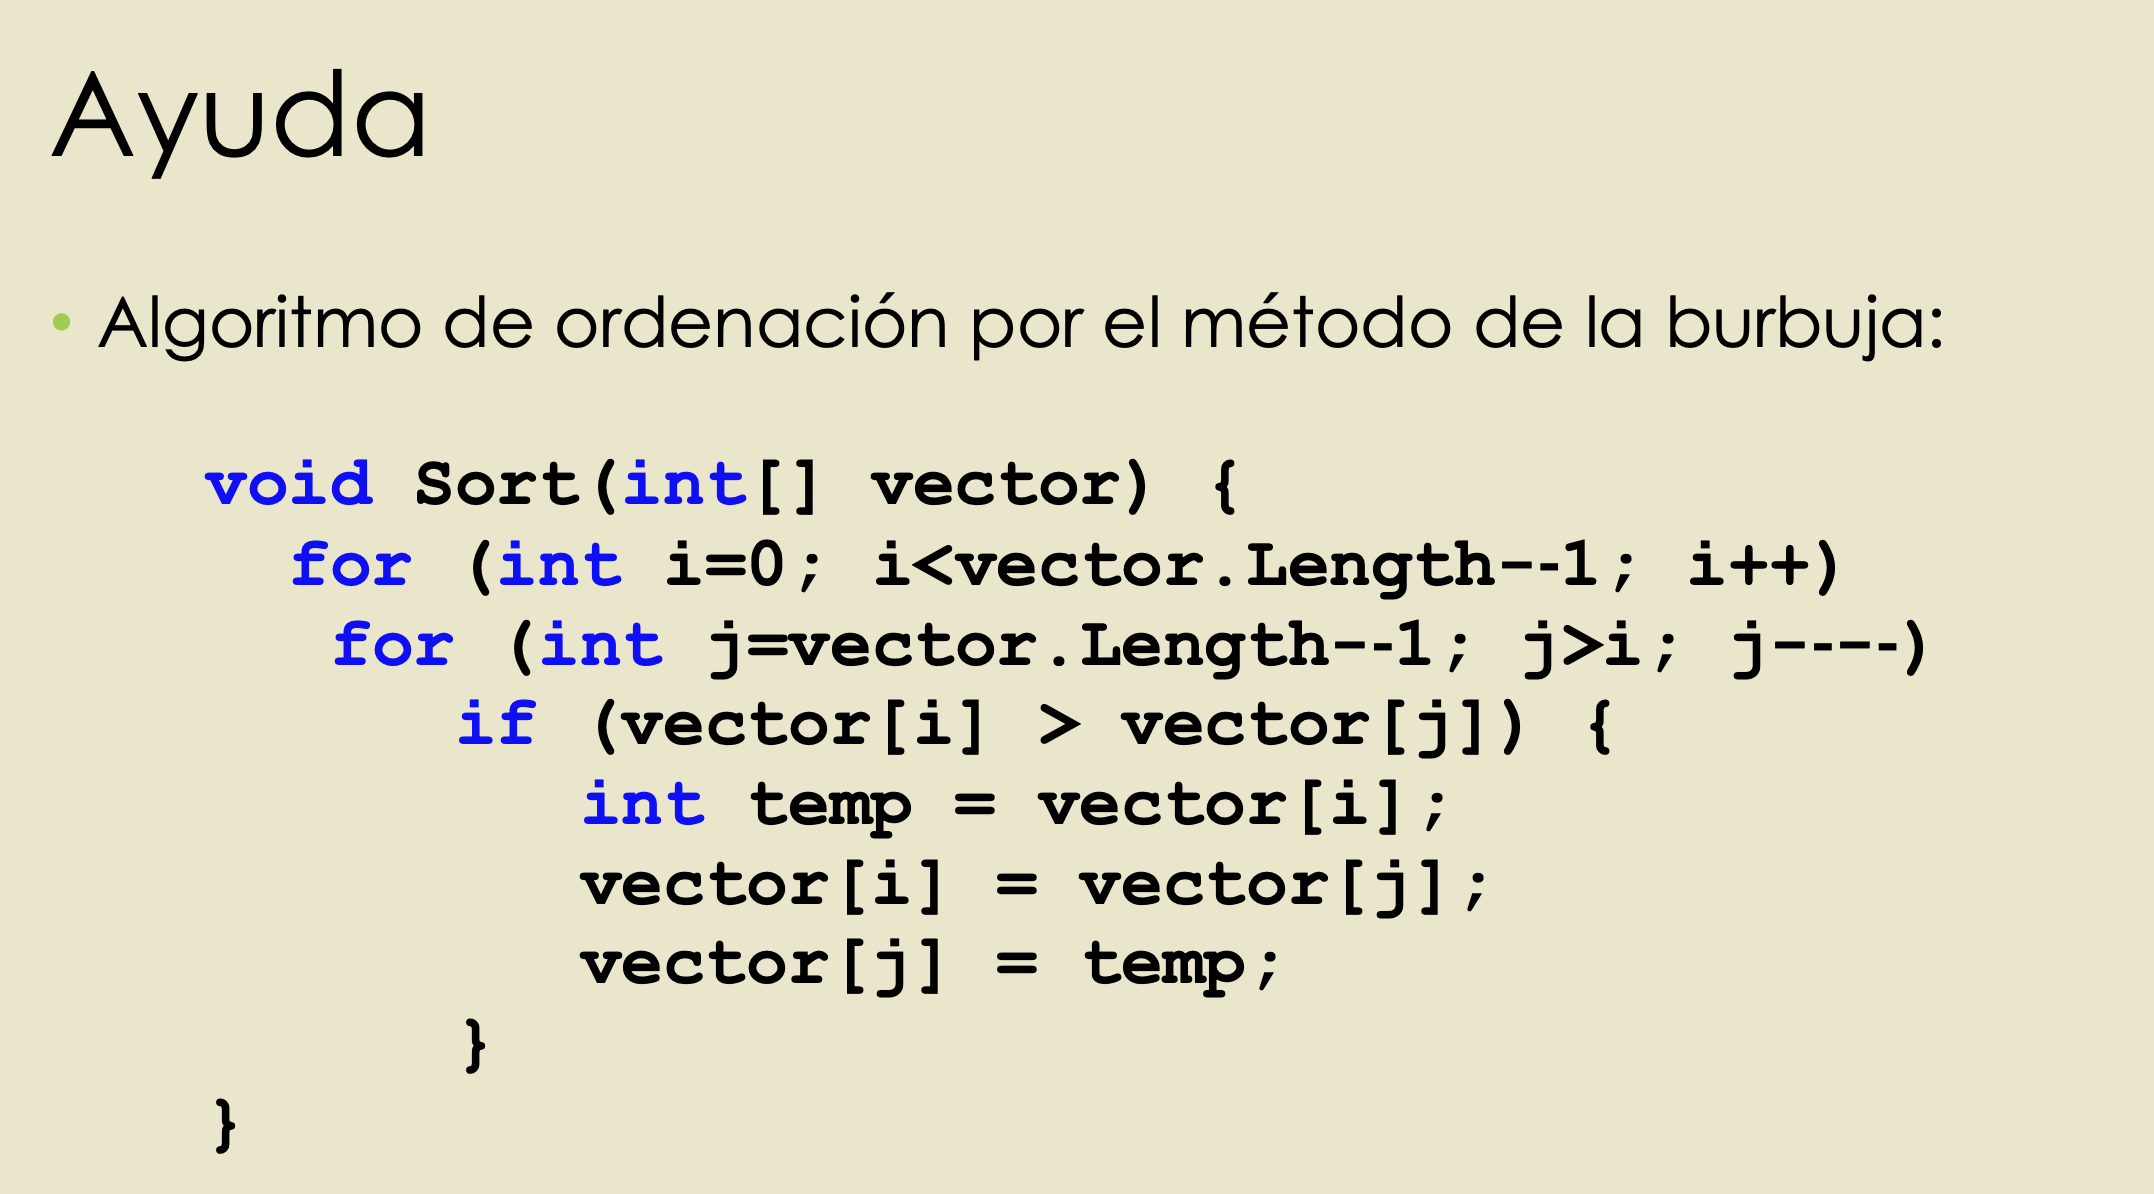 Ayuda
• Algoritmo de ordenación por el método de la burbuja:
void Sort(int[] vector) {
for (int i=0; i<vector.Length-‐1; i++)
for (int j=vector.Length-‐1; j>i; j-‐-‐)
if (vector[i] > vector[j]) {
int temp = vector[i];
vector[i] = vector[j];
vector[j] = temp;
}
}